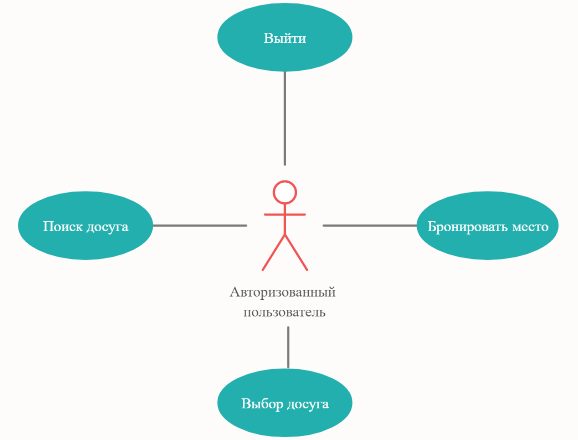 Выйти
Поиск досуга
Бронировать место
Авторизованный
пользователь
Выбор досуга